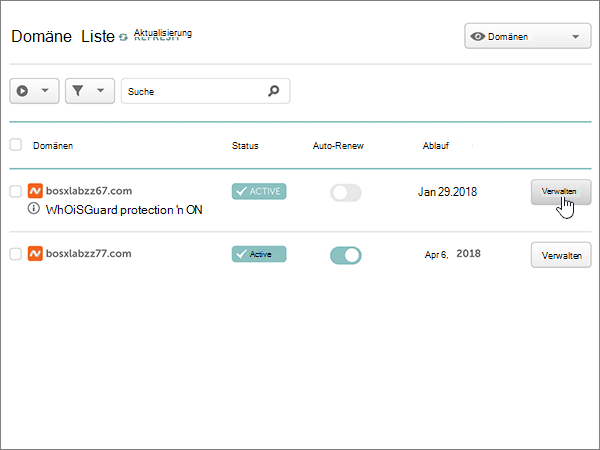 Domäne Liste Aktualisierung
Domänen
Suche
Domänen Status Auto-Renew Ablauf
bosxlabzz67.com ACTIVE Jan 29.2018 Verwalten
WhOiSGuard protection 'n ON
bosxlabzz77.com Active Apr 6, 2018 Verwalten